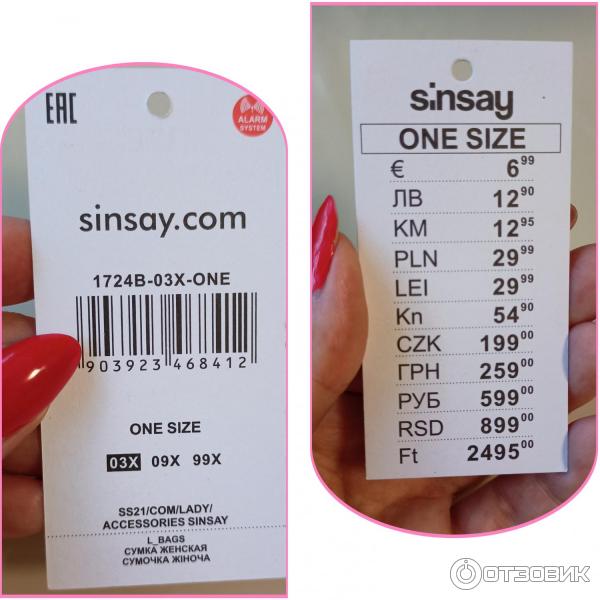 EAC
ALARM
SYSTEM
sinsay.com
1724B-03X-ONE
903923 468412
ONE SIZE
03X 09X 99X
SS21/COM/LADY/
ACCESSORIES SINSAY
L_BAGS
СУМКА ЖЕНСКАЯ
СУМОЧКА ЖІНОЧА
sinsay
ONE SIZE
€ 6 99
ЛВ 12 90
KM 12 95
PLN 29 99
LEI 29 99
Kn 54 90
CZK 199 00
ГРН 259 00
РУБ 599 00
RSD 899 00
Ft 2495 00
ОТЗОВИК